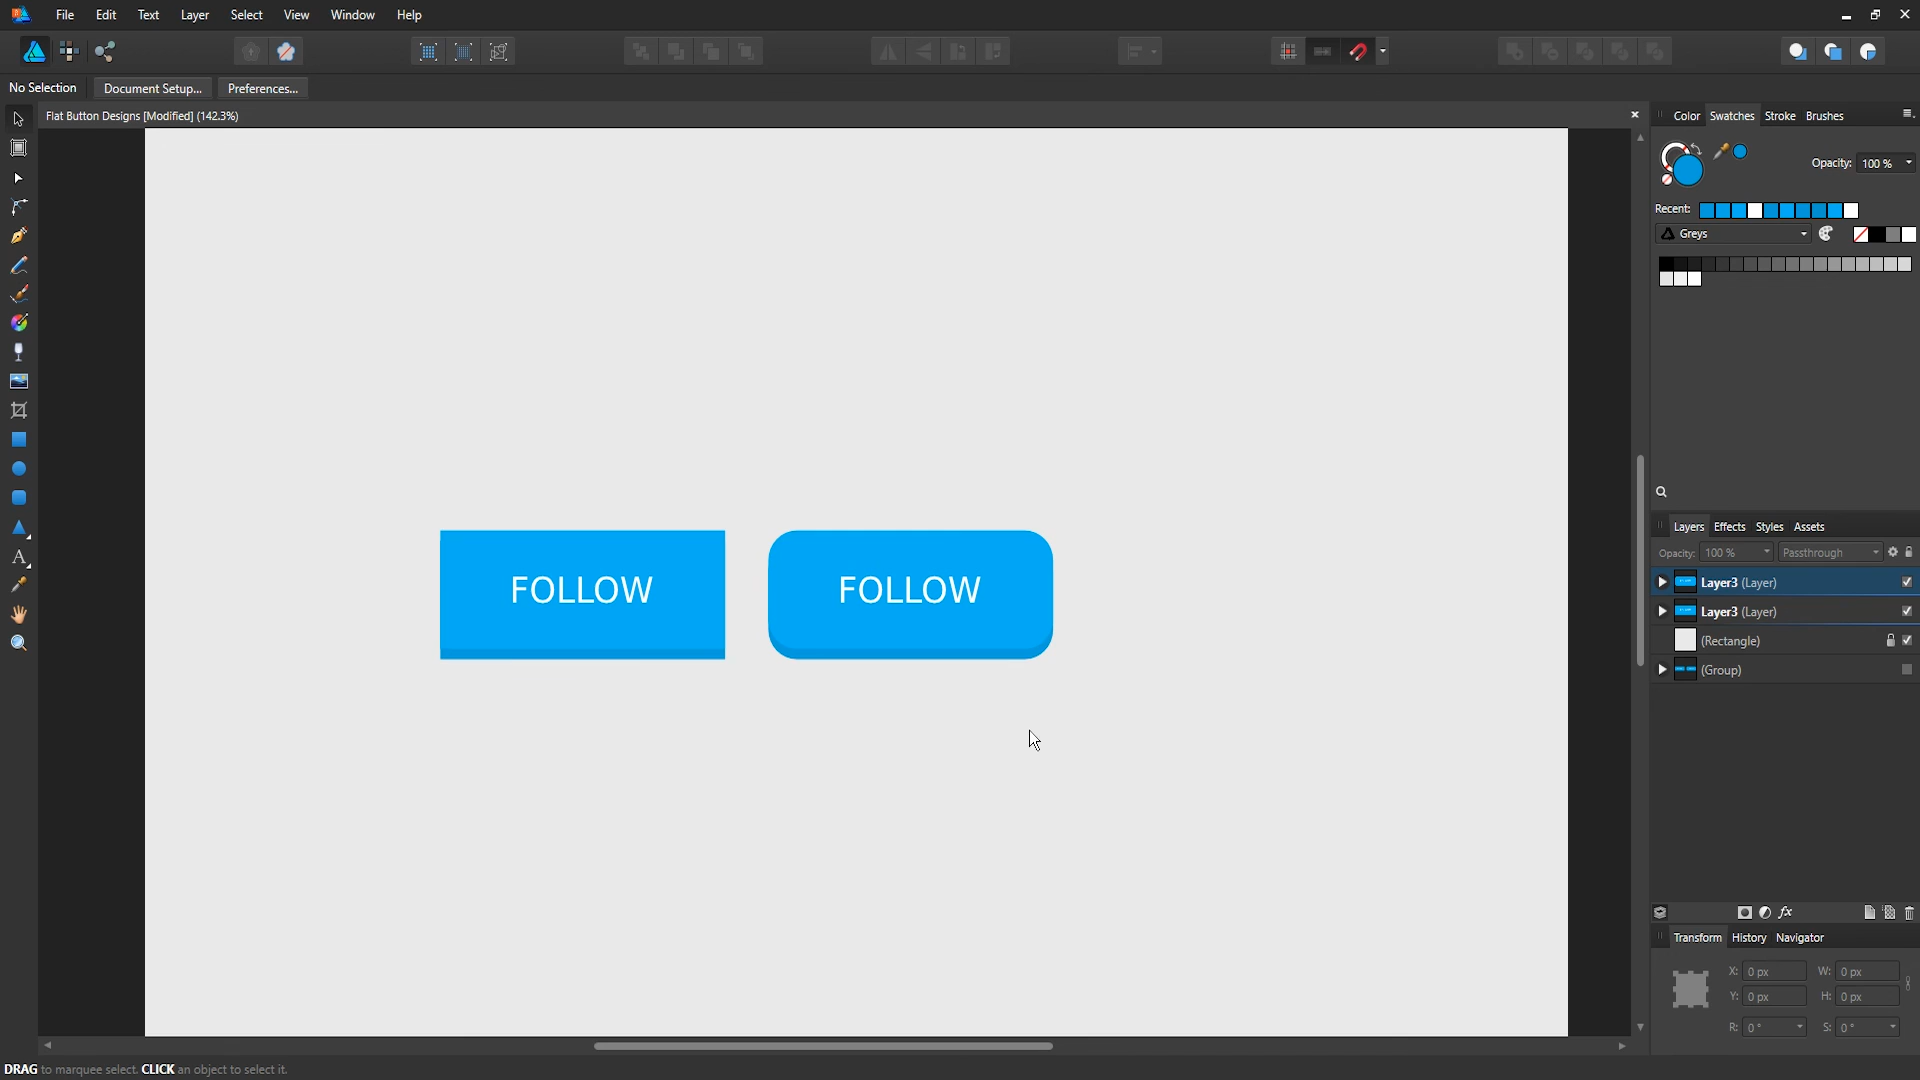 File Edit Text Layer Select View Window Help
No Selection Document Setup... Preferences...
Flat Button Designs [Modified] (142.3%)
Color Swatches Stroke Brushes
Opacity: 100 %
Recent:
Greys
FOLLOW
FOLLOW
Layers Effects Styles Assets
Opacity: 100 % Passthrough
Layer3 (Layer)
Layer3 (Layer)
(Rectangle)
(Group)
fx
Transform History Navigator
X: 0 px W: 0 px
Y: 0 px H: 0 px
R: 0 ° S: 0 °
DRAG to marquee select. CLICK an object to select it.